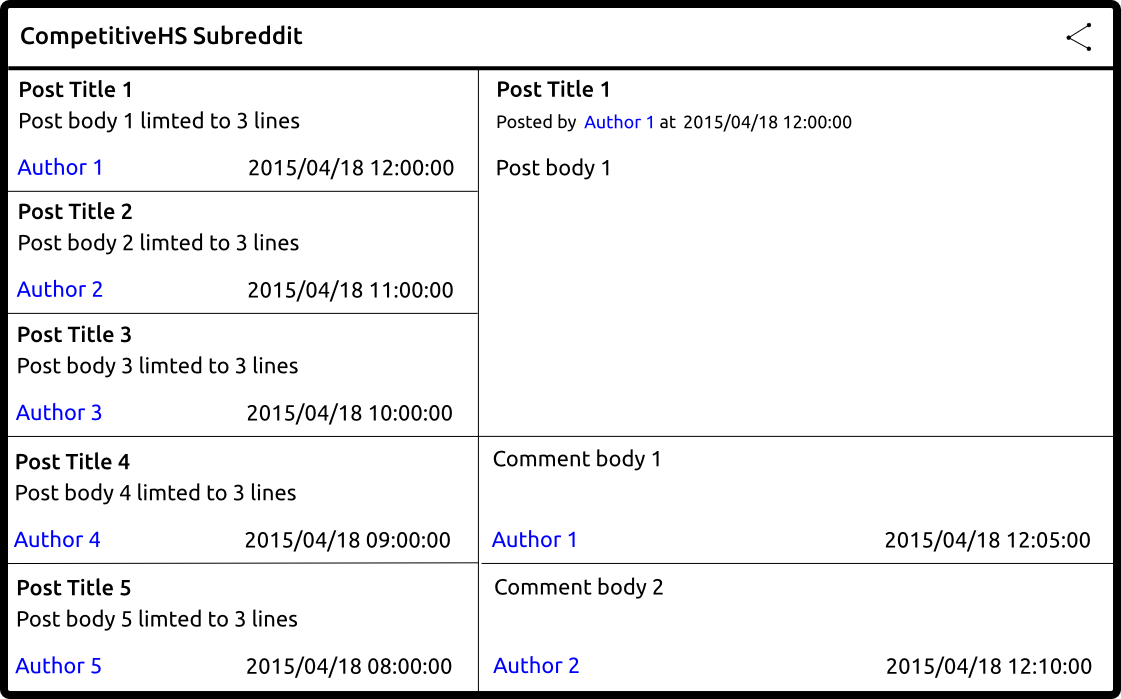 CompetitiveHS Subreddit
Post Title 1
Post body 1 limted to 3 lines
Author 1 2015/04/18 12:00:00
Post Title 2
Post body 2 limted to 3 lines
Author 2 2015/04/18 11:00:00
Post Title 3
Post body 3 limted to 3 lines
Author 3 2015/04/18 10:00:00
Post Title 4
Post body 4 limted to 3 lines
Author 4 2015/04/18 09:00:00
Post Title 5
Post body 5 limted to 3 lines
Author 5 2015/04/18 08:00:00
Post Title 1
Posted by Author 1 at 2015/04/18 12:00:00
Post body 1
Comment body 1
Author 1 2015/04/18 12:05:00
Comment body 2
Author 2 2015/04/18 12:10:00